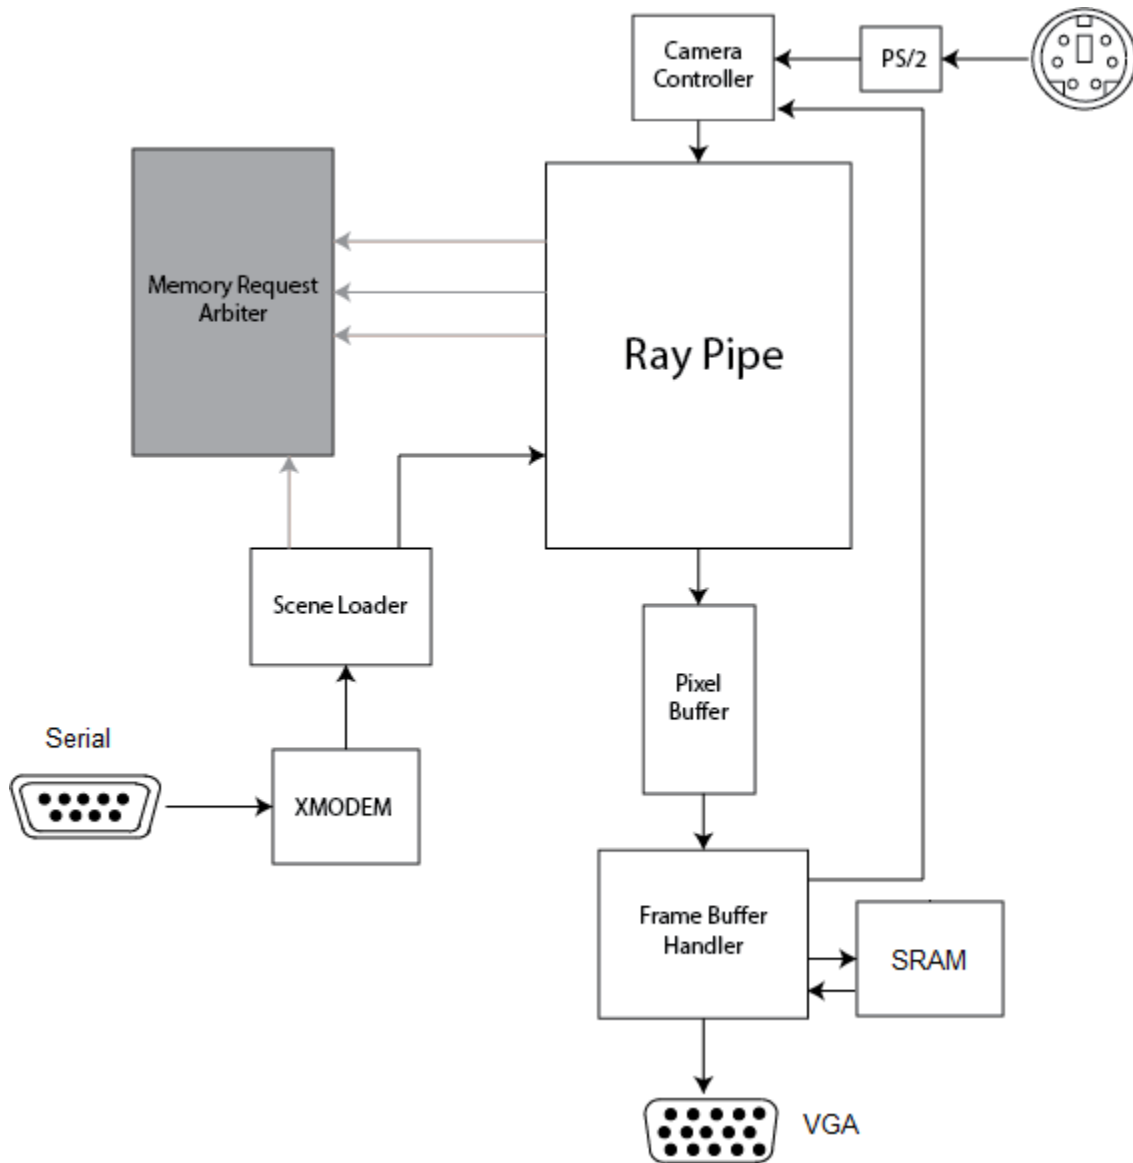 Camera
Controller
PS/2
Memory Request
Arbiter
Ray Pipe
Scene Loader
Pixel
Buffer
Serial
XMODEM
Frame Buffer
Handler
SRAM
VGA